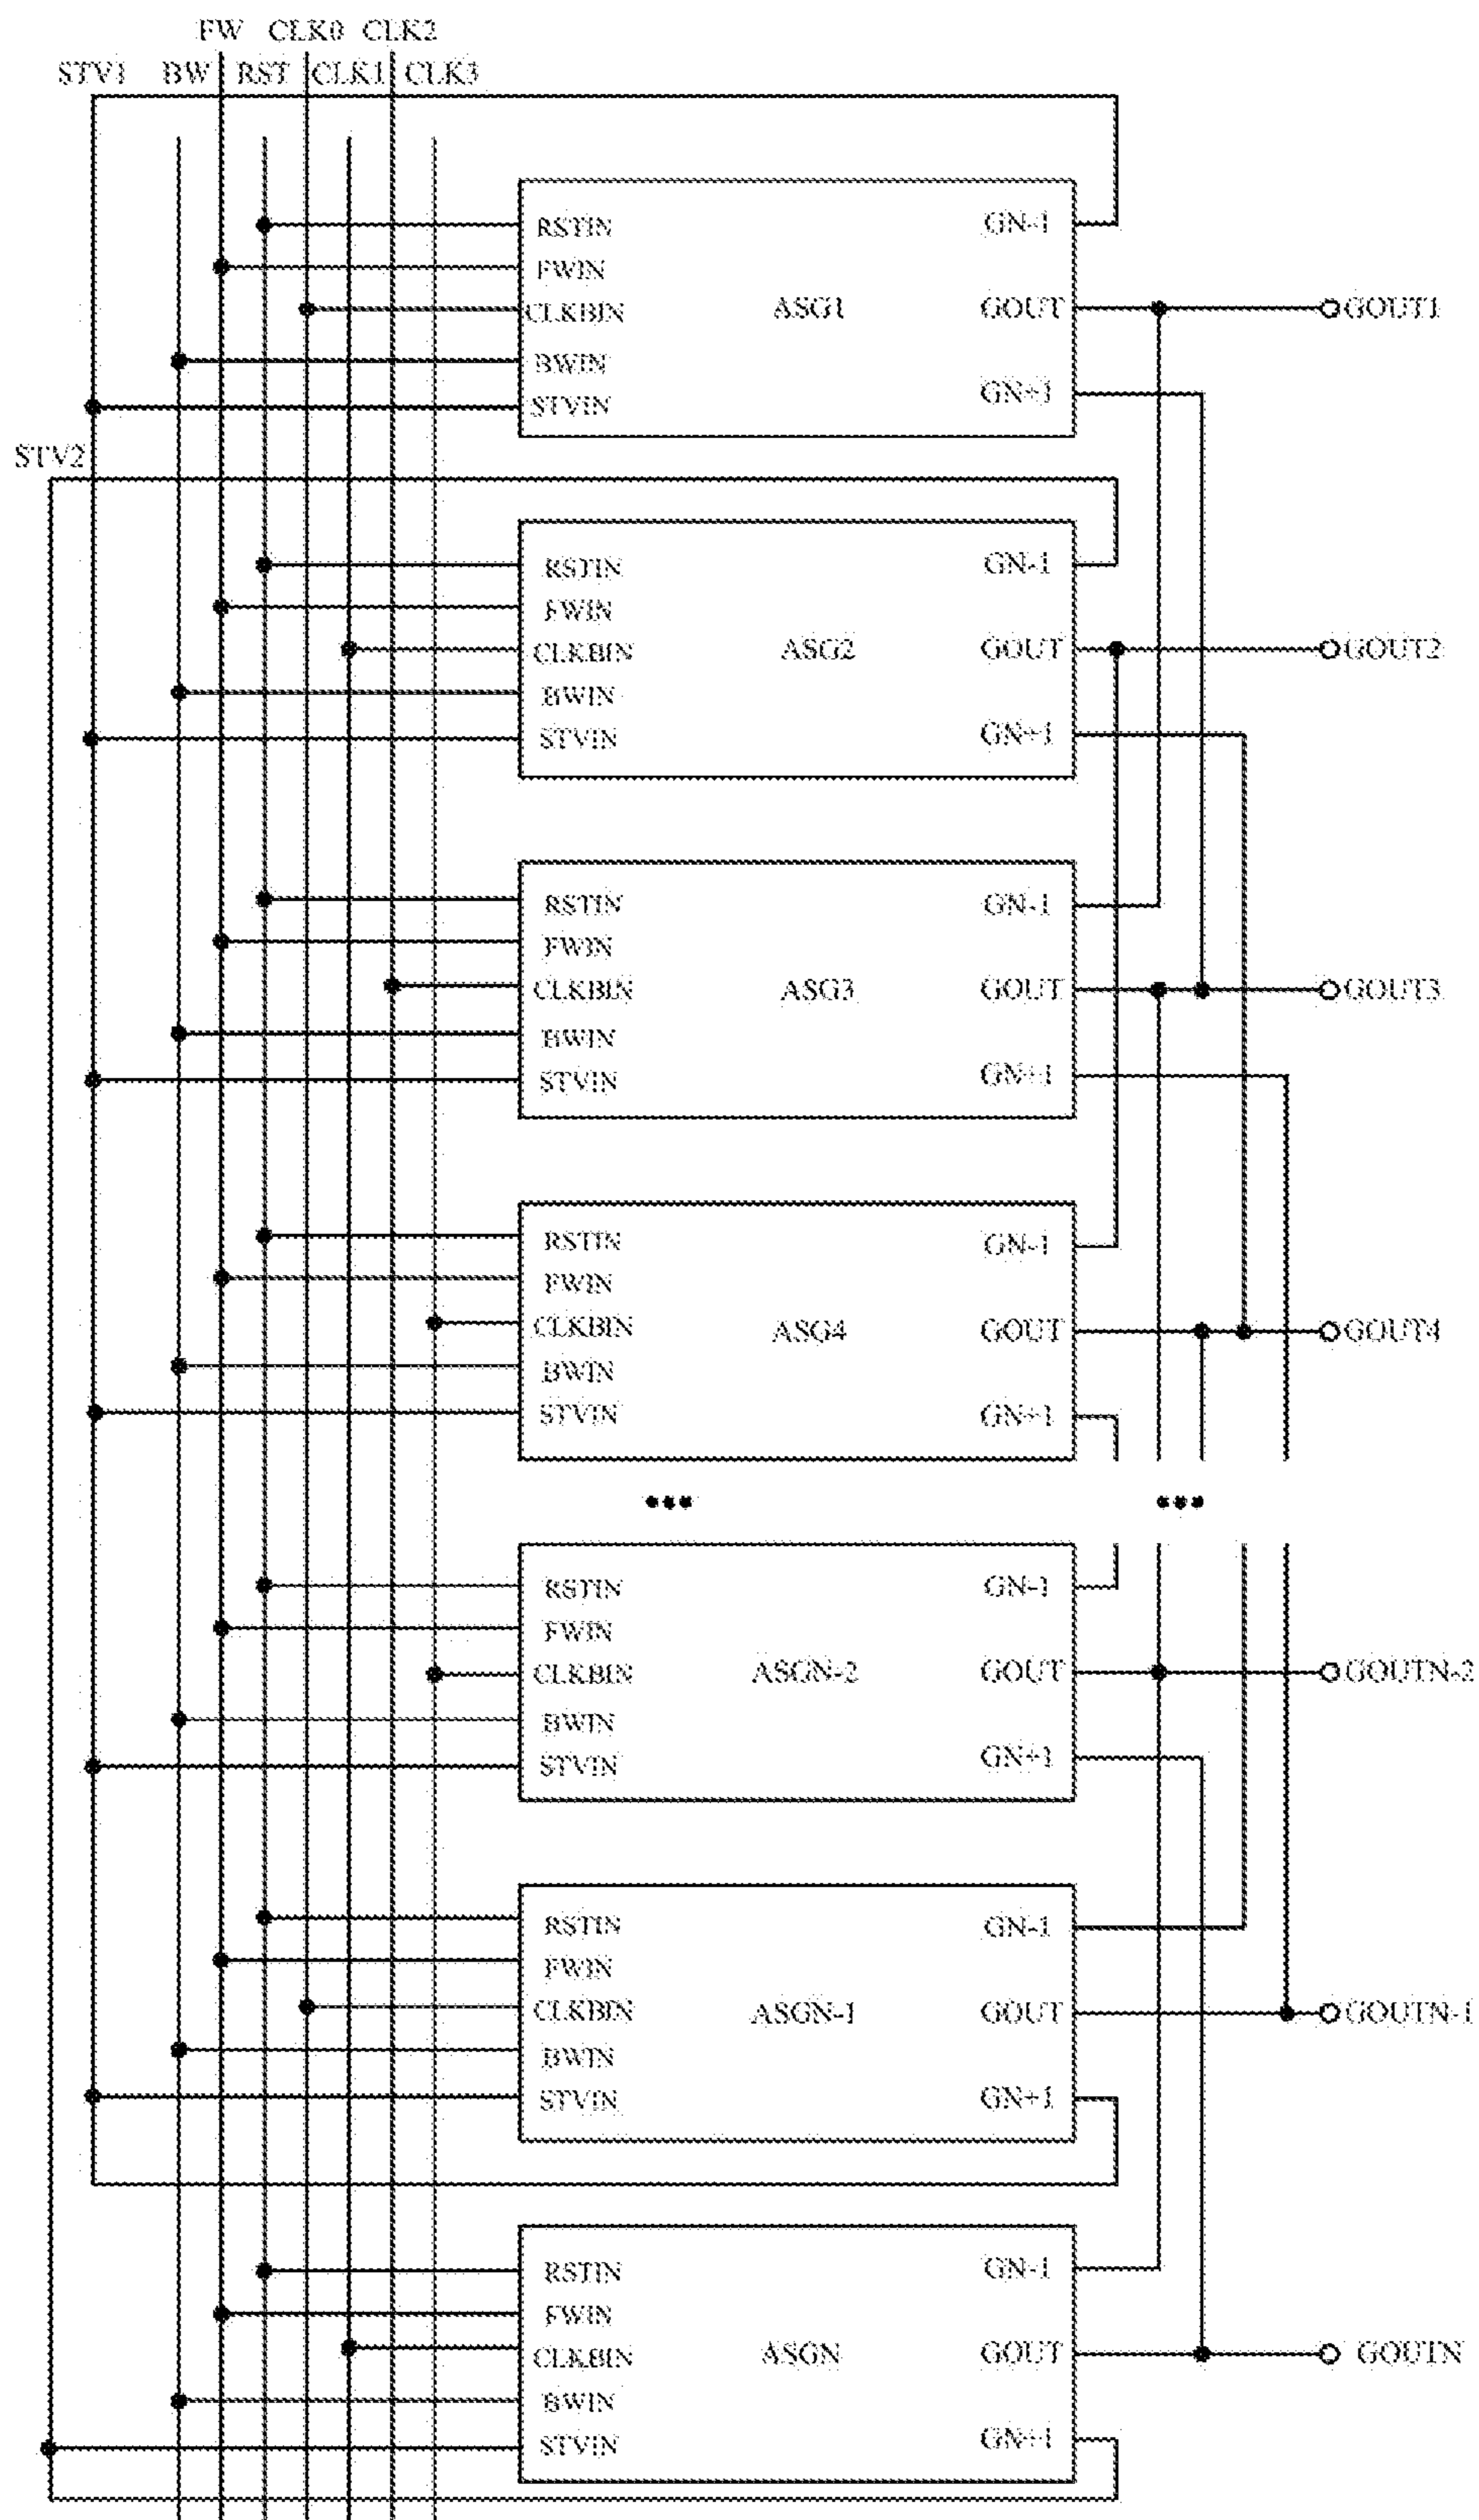 FW CLK0 CLK2
STV1 BW RST CLK1 CLK3
RSTIN GN-1
FWIN
CLKBIN ASG1 GOUT GOUT1
BWIN
GN+1
STVIN
STV2
RSTIN GN-1
FWIN
CLKBIN ASG2 GOUT GOUT2
BWIN
STVIN GN+1
RSTIN GN-1
FWIN
CLKBIN ASG3 GOUT GOUT3
BWIN
STVIN GN+1
RSTIN GN-1
FWIN
CLKBIN ASG4 GOUT GOUT4
BWIN
STVIN GN+1
RSTIN GN-1
FWIN
CLKBIN ASGN-2 GOUT GOUTN-2
BWIN
STVIN GN+1
RSTIN GN-1
FWIN
CLKBIN ASGN-1 GOUT GOUTN-1
BWIN
STVIN GN+1
RSTIN GN-1
FWIN
CLKBIN ASGN GOUT GOUTN
BWIN
STVIN GN+1